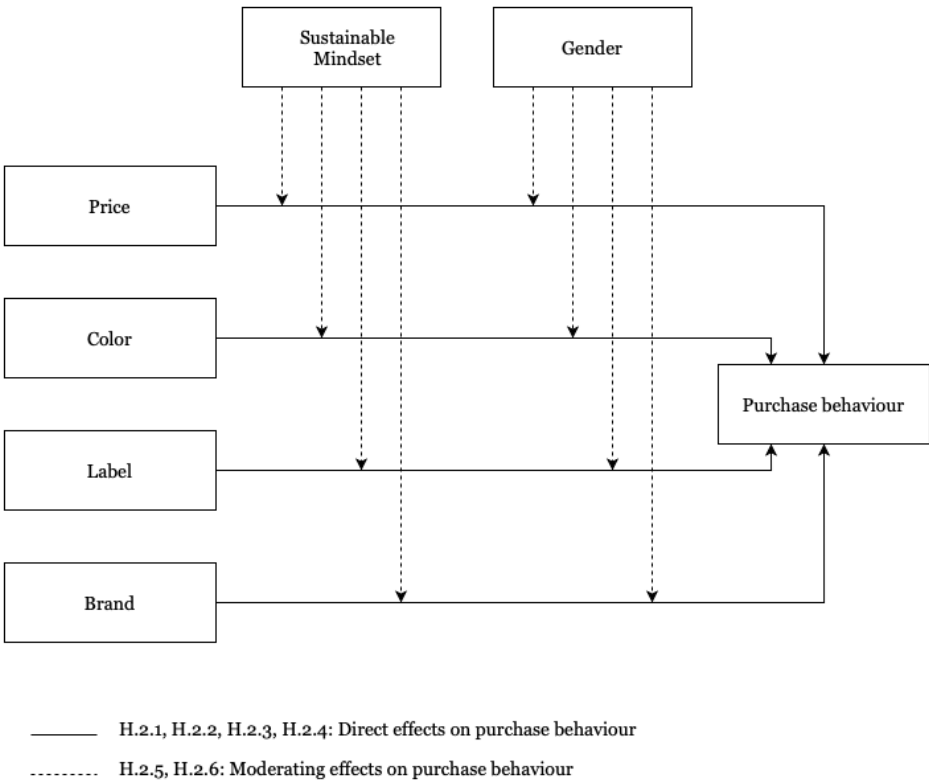 Sustainable
Mindset
Gender
Price
Color
Label
Brand
Purchase behaviour
H.2.1, H.2.2, H.2.3, H.2.4: Direct effects on purchase behaviour
H.2.5, H.2.6: Moderating effects on purchase behaviour